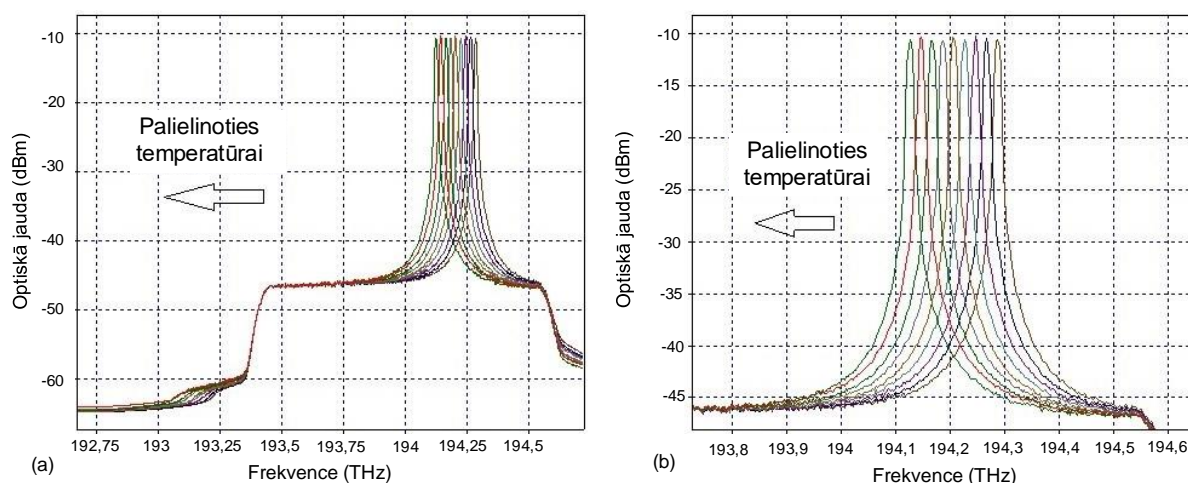 -10
-20
-30
-40
-50
-60
Optiskā jauda (dBm)
Palielinoties
temperatūrai
192,75 193 193,25 193,5 193,75 194 194,25 194,5
(a)
Frekvence (THz)
-10
-15
-20
-25
-30
-35
-40
-45
Optiskā jauda (dBm)
Palielinoties
temperatūrai
193,8 193,9 194 194,1 194,2 194,3 194,4 194,5 194,6
(b)
Frekvence (THz)